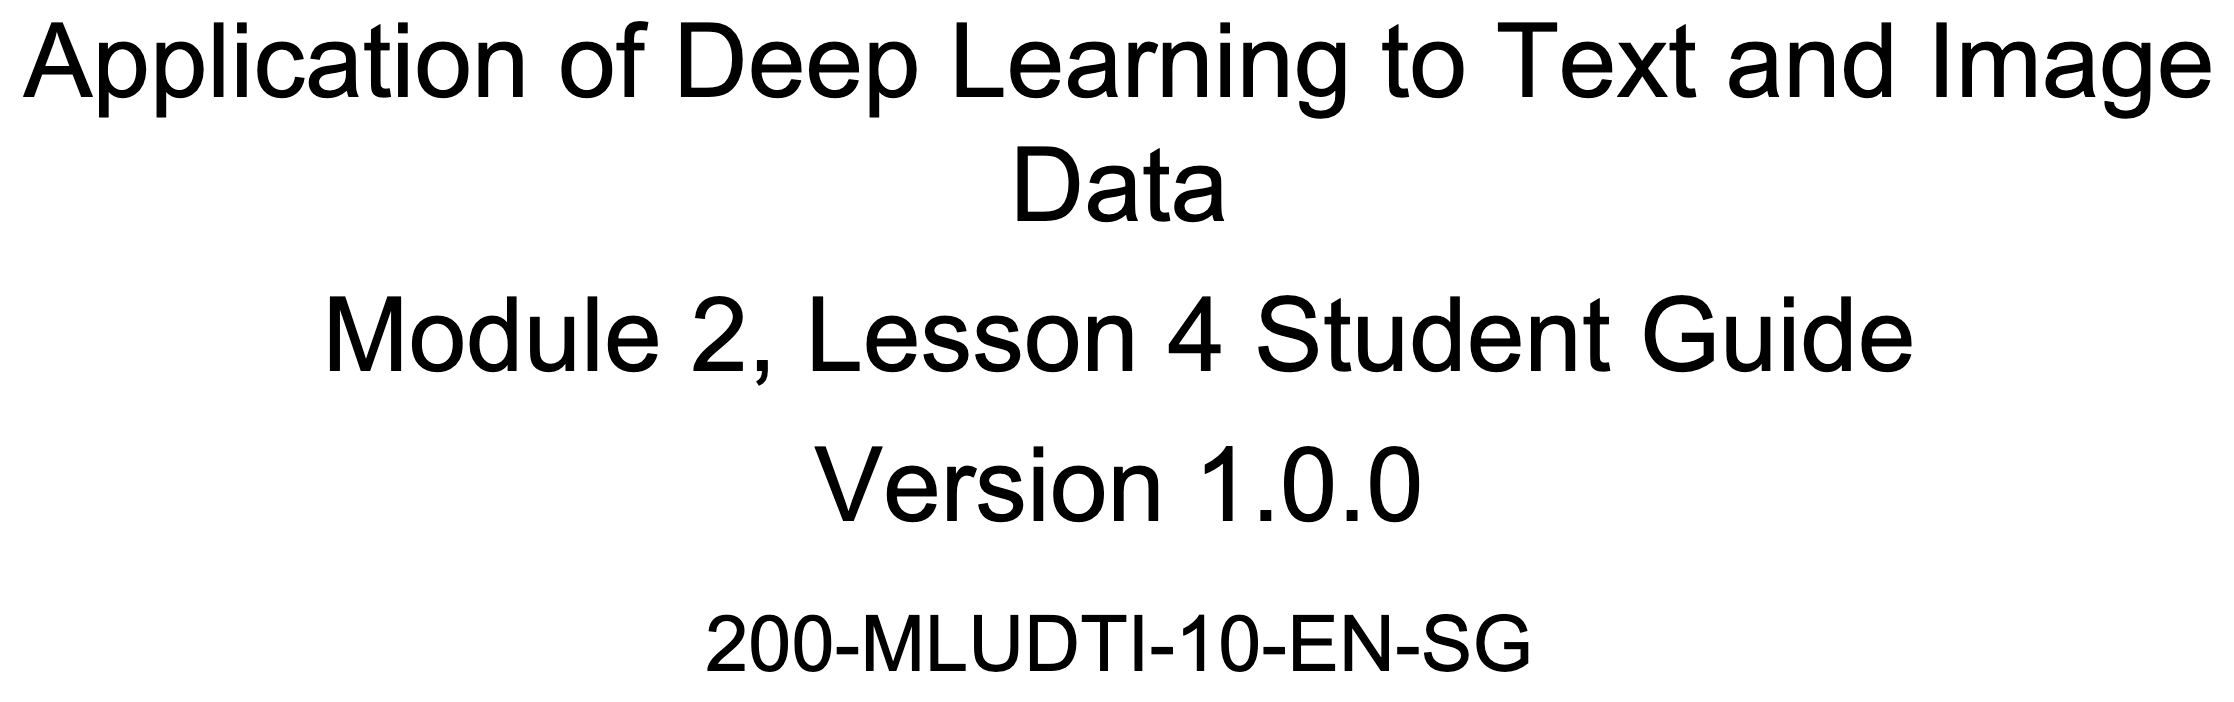 Application of Deep Learning to Text and Image
Data
Module 2, Lesson 4 Student Guide
Version 1.0.0
200-MLUDTI-10-EN-SG